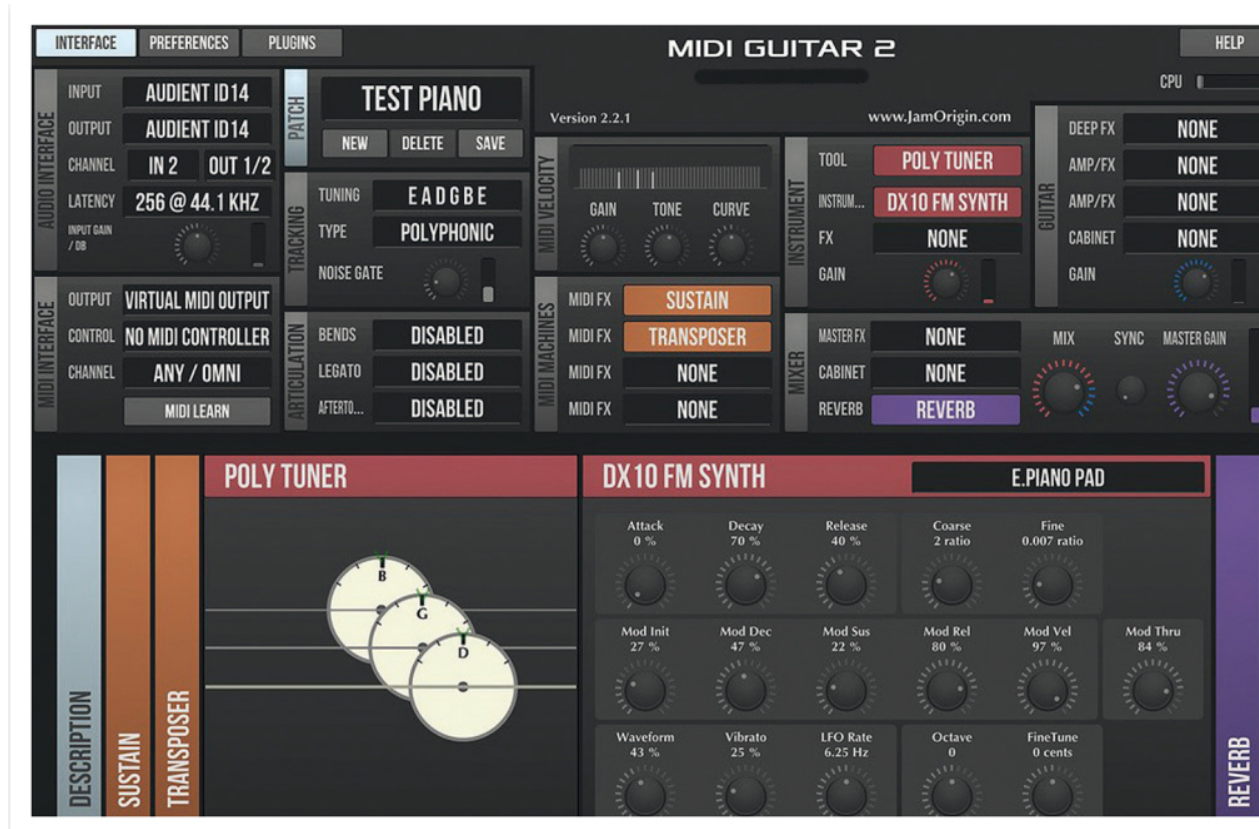 INTERFACE PREFERENCES PLUGINS
MIDI GUITAR 2
HELP
CPU
Version 2.2.1
www.JamOrigin.com
AUDIO INTERFACE
INPUT AUDIENT ID14
OUTPUT AUDIENT ID14
CHANNEL IN 2 OUT 1/2
LATENCY 256 @ 44.1 KHZ
INPUT GAIN
/ DB
MIDI INTERFACE
OUTPUT VIRTUAL MIDI OUTPUT
CONTROL NO MIDI CONTROLLER
CHANNEL ANY / OMNI
MIDI LEARN
PATCH
TEST PIANO
NEW DELETE SAVE
TRACKING
TUNING E A D G B E
TYPE POLYPHONIC
NOISE GATE
ARTICULATION
BENDS DISABLED
LEGATO DISABLED
AFTERTO... DISABLED
MIDI VELOCITY
GAIN TONE CURVE
MIDI MACHINES
MIDI FX SUSTAIN
MIDI FX TRANSPOSER
MIDI FX NONE
MIDI FX NONE
INSTRUMENT
TOOL POLY TUNER
INSTRUM... DX10 FM SYNTH
FX NONE
GAIN
GUITAR
DEEP FX NONE
AMP/FX NONE
AMP/FX NONE
CABINET NONE
GAIN
MIXER
MASTER FX NONE
CABINET NONE
REVERB REVERB
MIX SYNC MASTER GAIN
DESCRIPTION
SUSTAIN
TRANSPOSER
POLY TUNER
B
G
D
DX10 FM SYNTH E.PIANO PAD
Attack Decay Release Coarse Fine
0 % 70 % 40 % 2 ratio 0.007 ratio
Mod Init Mod Dec Mod Sus Mod Rel Mod Vel Mod Thru
27 % 47 % 22 % 80 % 97 % 84 %
Waveform Vibrato LFO Rate Octave FineTune
43 % 25 % 6.25 Hz 0 0 cents
REVERB